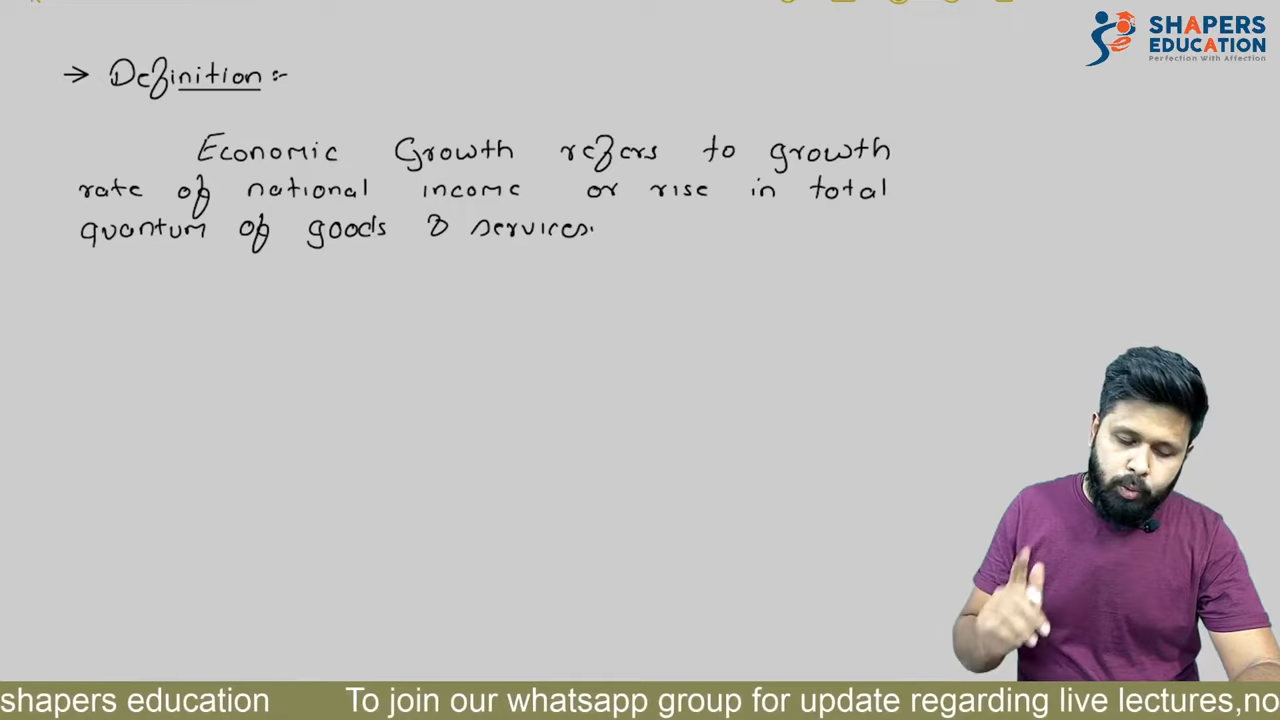 SHAPERS
EDUCATION
Perfection With Affection
→ Definition :-
Economic Growth refers to growth
rate of national income or rise in total
quantum of goods & services.
shapers education To join our whatsapp group for update regarding live lectures,no